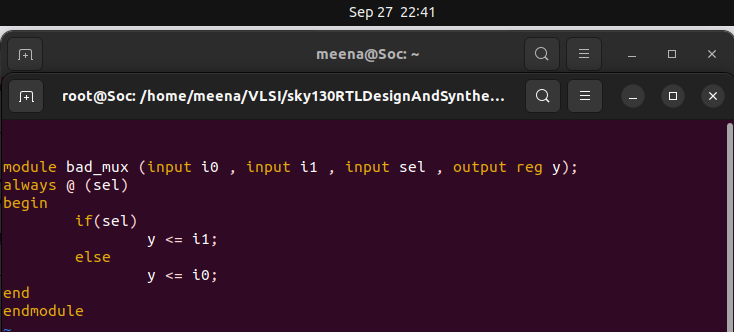 Sep 27 22:41
meena@Soc: ~
root@Soc: /home/meena/VLSI/sky130RTLDesignAndSynthe...
module bad_mux (input i0 , input i1 , input sel , output reg y);
always @ (sel)
begin
        if(sel)
                y <= i1;
        else
                y <= i0;
end
endmodule
~